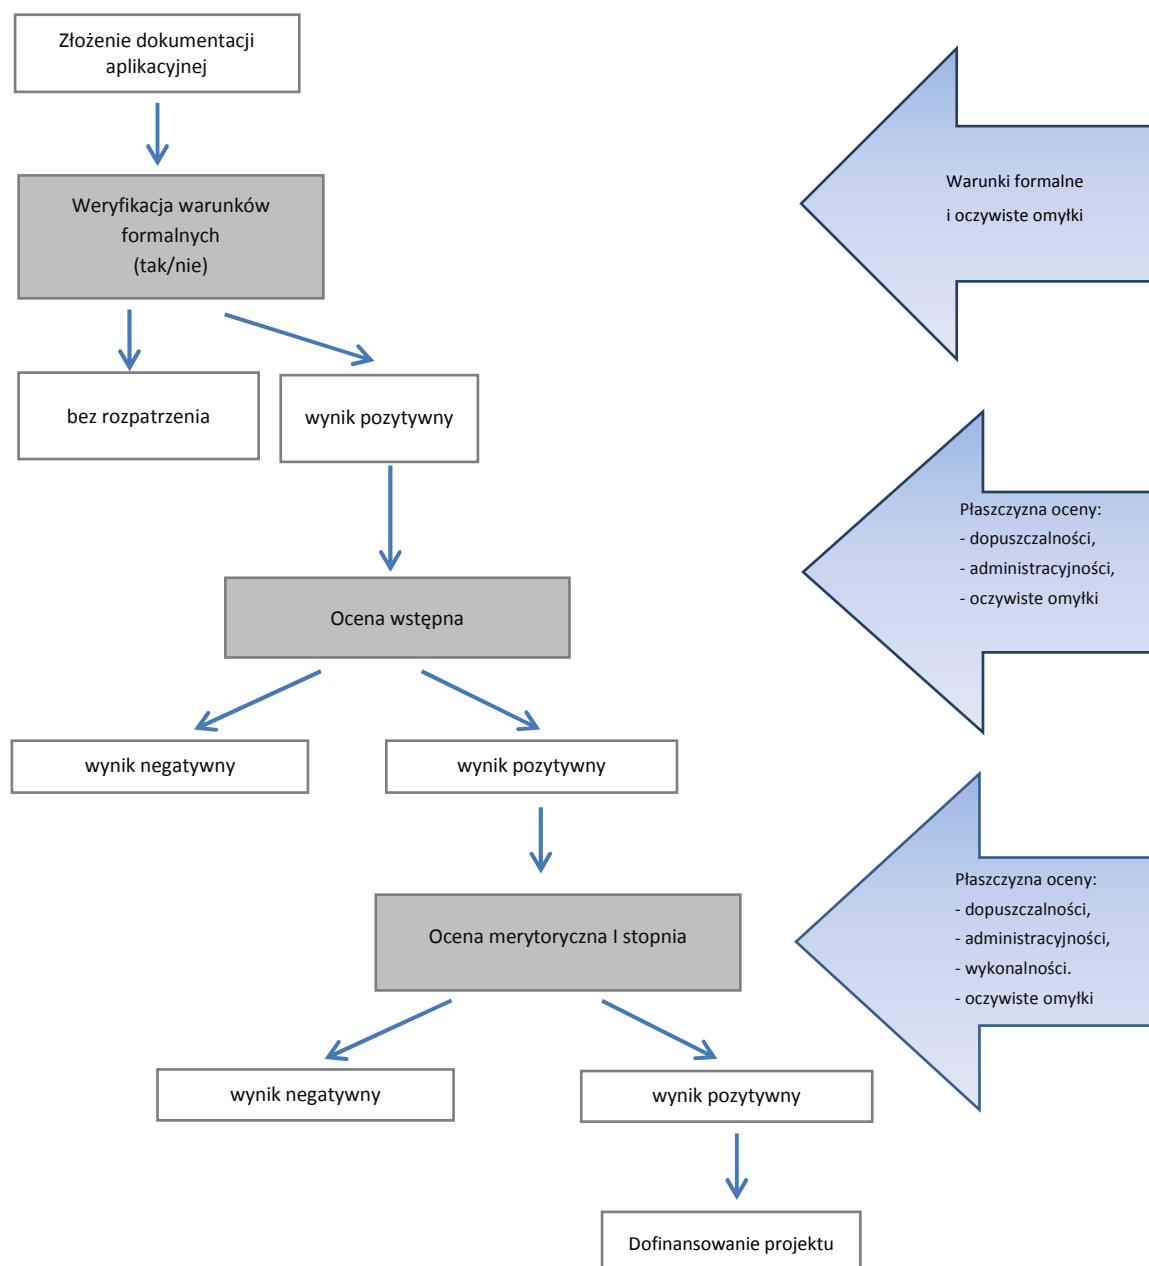 Złożenie dokumentacji
aplikacyjnej
Warunki formalne
i oczywiste omyłki
Weryfikacja warunków
formalnych
(tak/nie)
bez rozpatrzenia
wynik pozytywny
Płaszczyzna oceny:
- dopuszczalności,
- administracyjności,
- oczywiste omyłki
Ocena wstępna
wynik negatywny
wynik pozytywny
Płaszczyzna oceny:
- dopuszczalności,
- administracyjności,
- wykonalności.
- oczywiste omyłki
Ocena merytoryczna I stopnia
wynik negatywny
wynik pozytywny
Dofinansowanie projektu